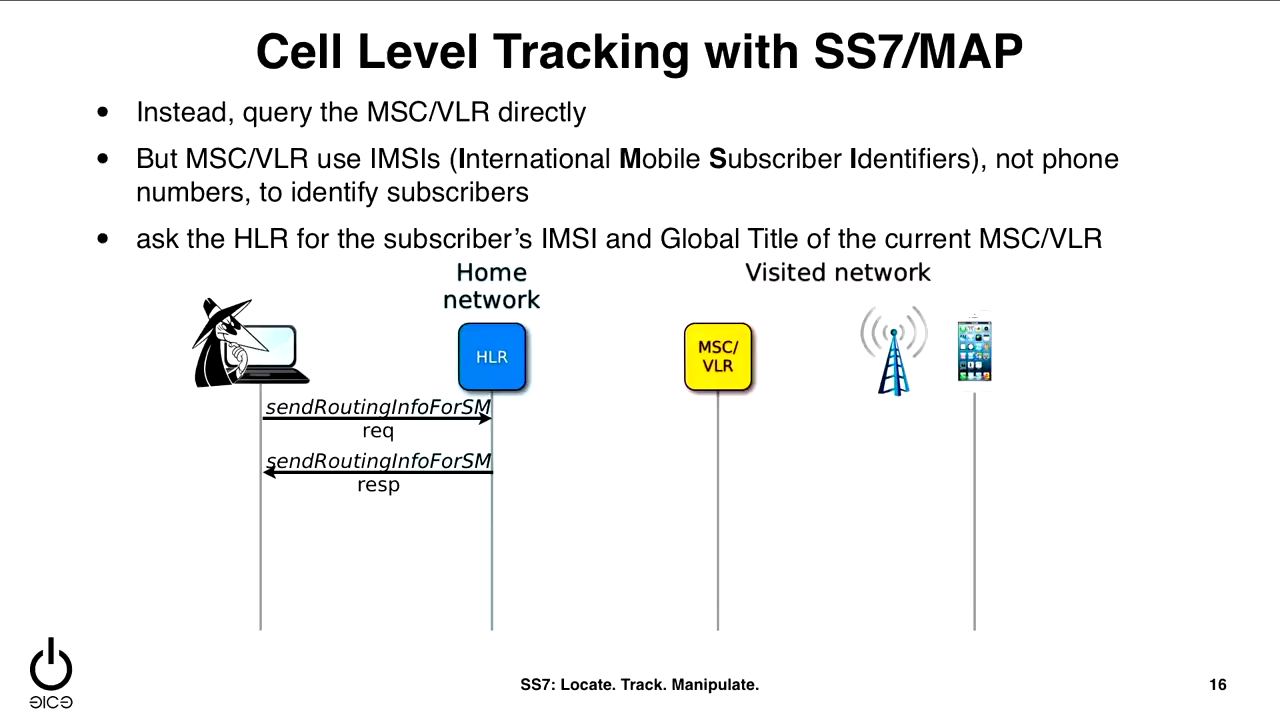 Cell Level Tracking with SS7/MAP
• Instead, query the MSC/VLR directly
• But MSC/VLR use IMSIs (International Mobile Subscriber Identifiers), not phone
numbers, to identify subscribers
• ask the HLR for the subscriber's IMSI and Global Title of the current MSC/VLR
Home
network
Visited network
HLR
MSC/
VLR
sendRoutingInfoForSM
req
sendRoutingInfoForSM
resp
SS7: Locate. Track. Manipulate.
16